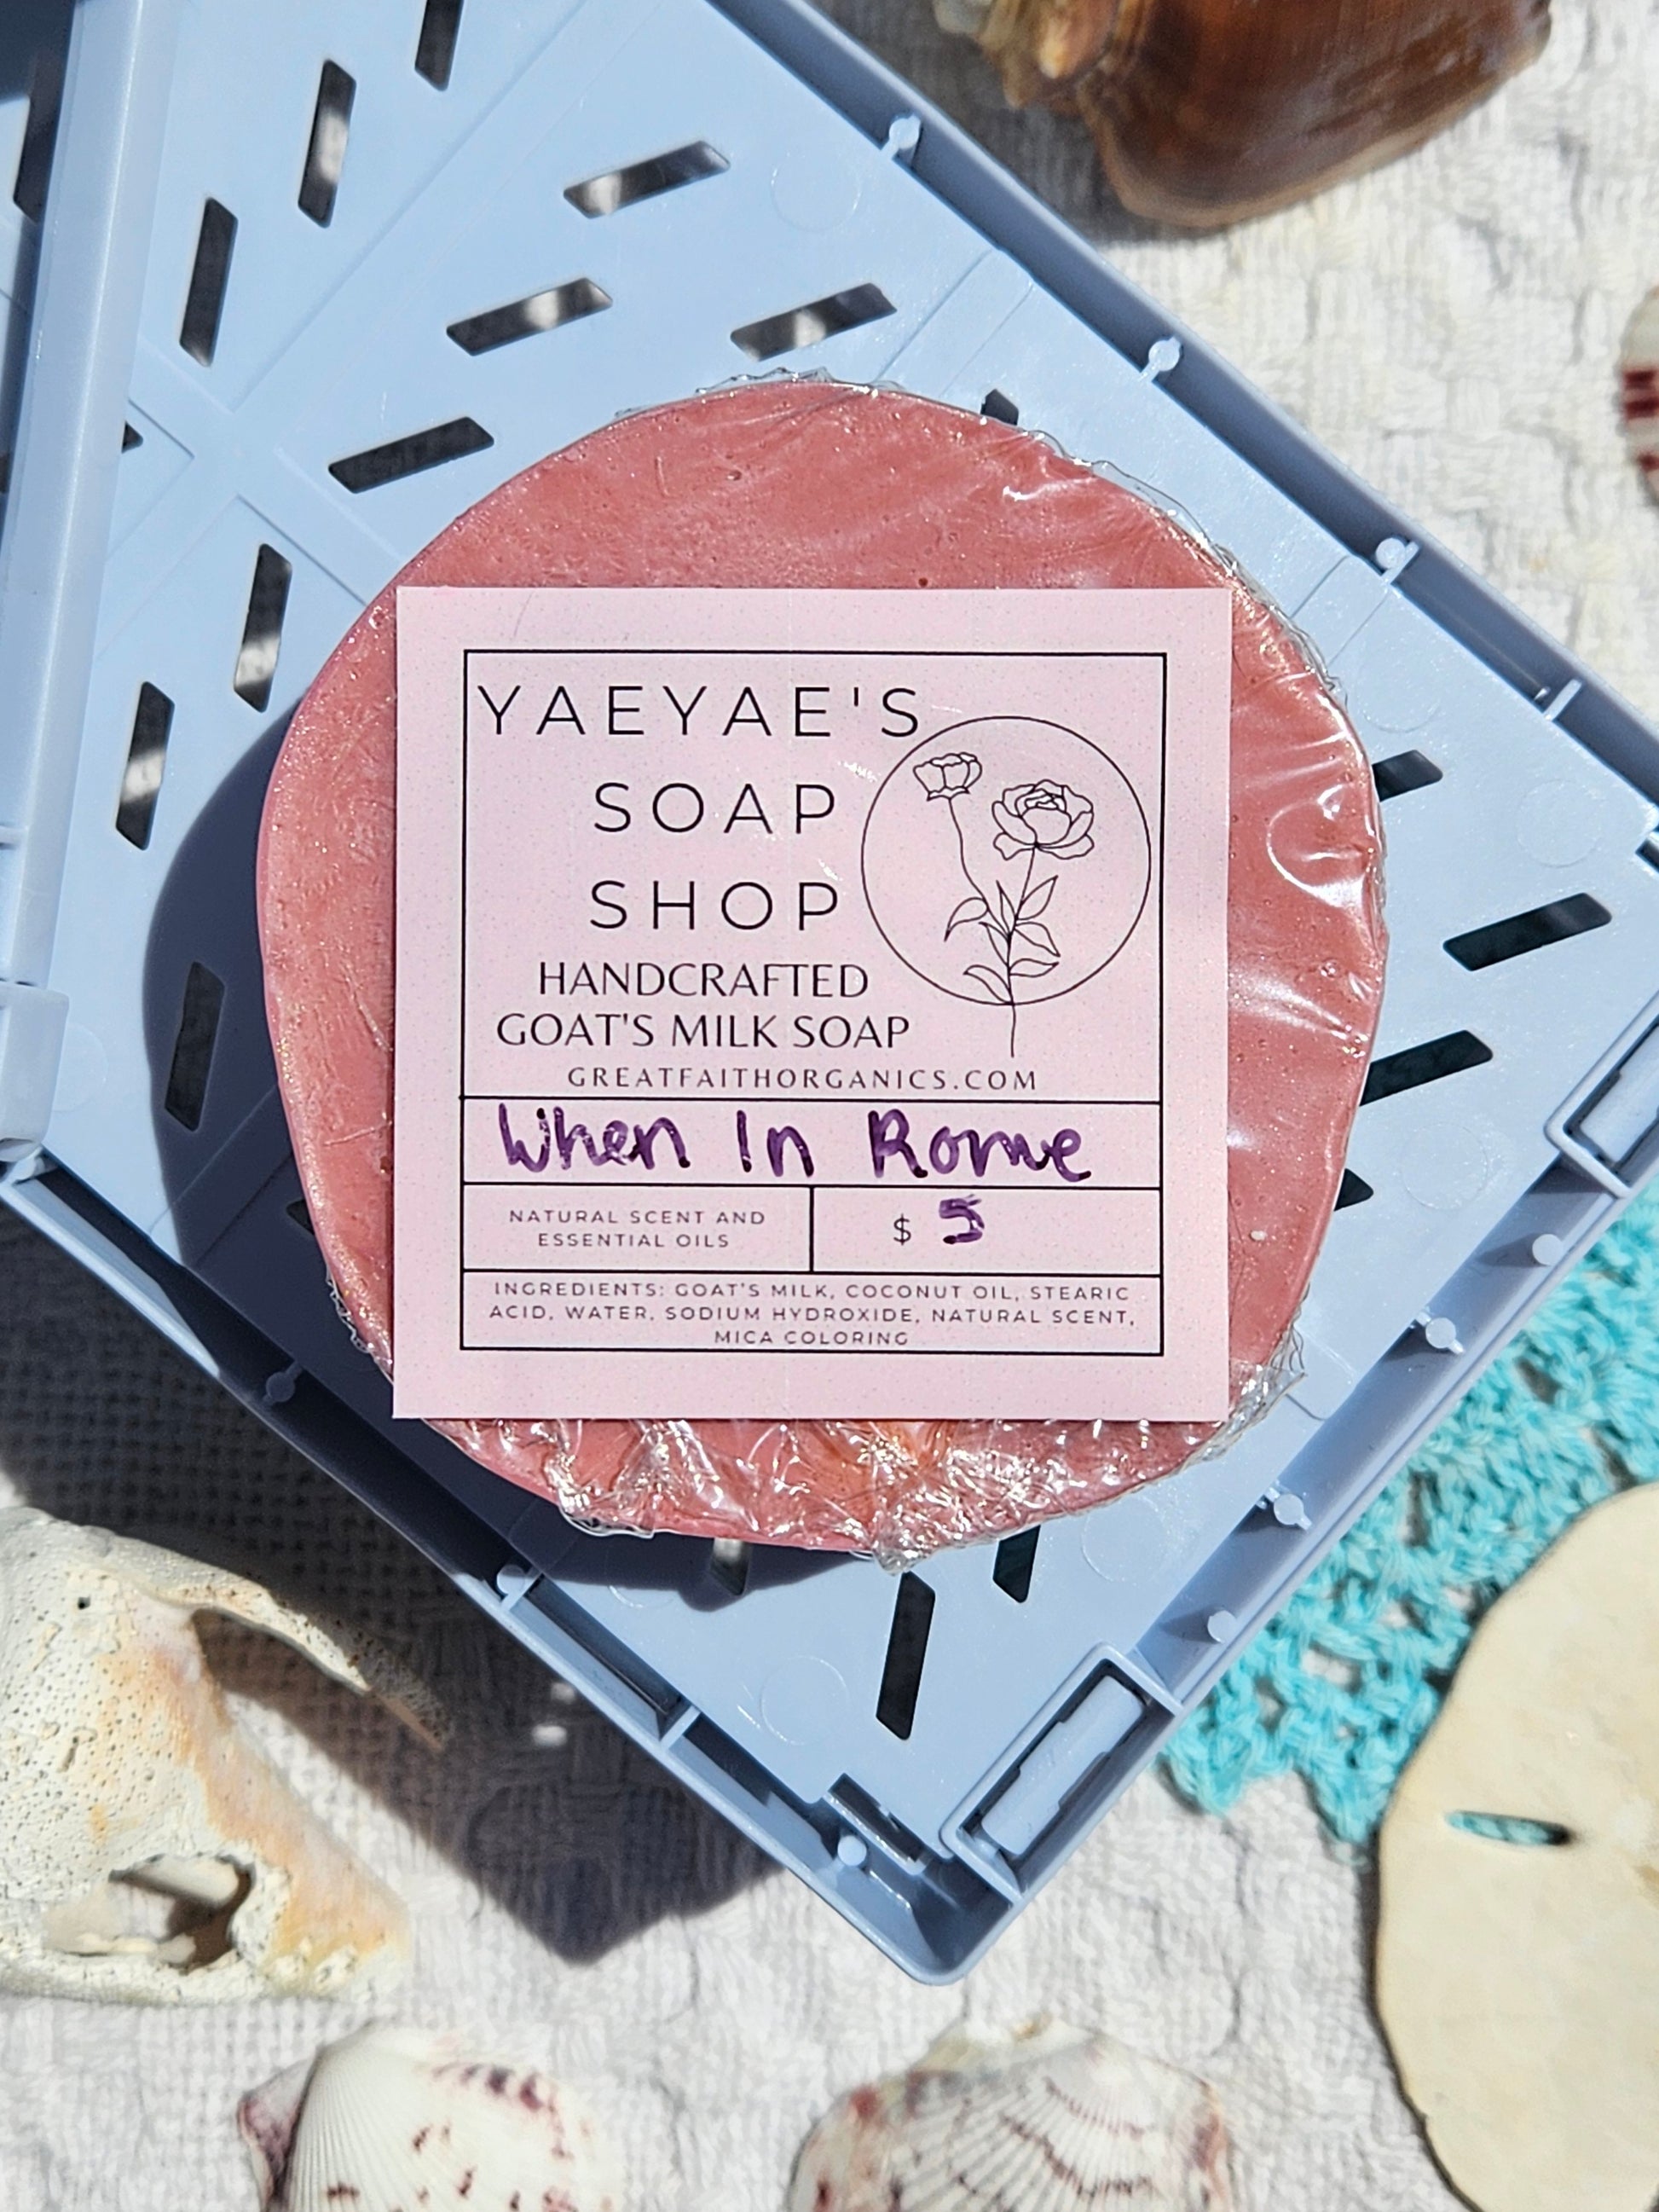 YAEYAE'S
SOAP
SHOP
HANDCRAFTED
GOAT'S MILK SOAP
GREATFAITHORGANICS.COM
When In Rome
NATURAL SCENT AND
ESSENTIAL OILS
$ 5
INGREDIENTS: GOAT'S MILK, COCONUT OIL, STEARIC
ACID, WATER, SODIUM HYDROXIDE, NATURAL SCENT,
MICA COLORING